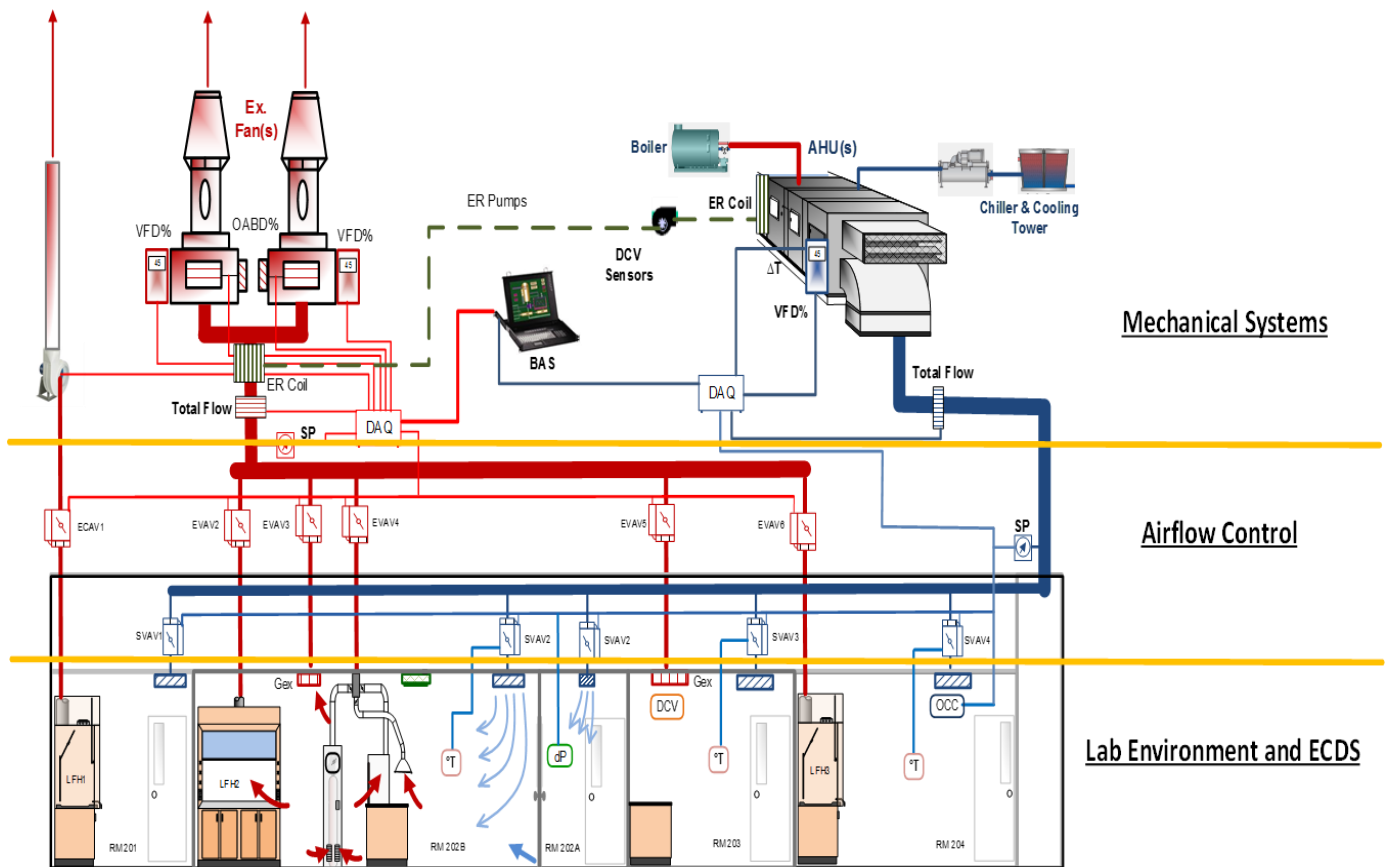 Ex.
Fan(s)
Boiler
AHU(s)
ER Pumps
ER Coil
Chiller & Cooling
Tower
VFD%
OABD%
VFD%
45
45
DCV
Sensors
ΔT
45
VFD%
Mechanical Systems
BAS
ER Coil
Total Flow
DAQ
Total Flow
DAQ
SP
ECAV1
EVAV2
EVAV3
EVAV4
EVAV5
EVAV6
SP
Airflow Control
SVAV1
SVAV2
SVAV2
SVAV3
SVAV4
Gex
Gex
DCV
OCC
LFH1
LFH2
°T
dP
°T
LFH3
°T
Lab Environment and ECDS
RM 201
RM 202B
RM 202A
RM 203
RM 204